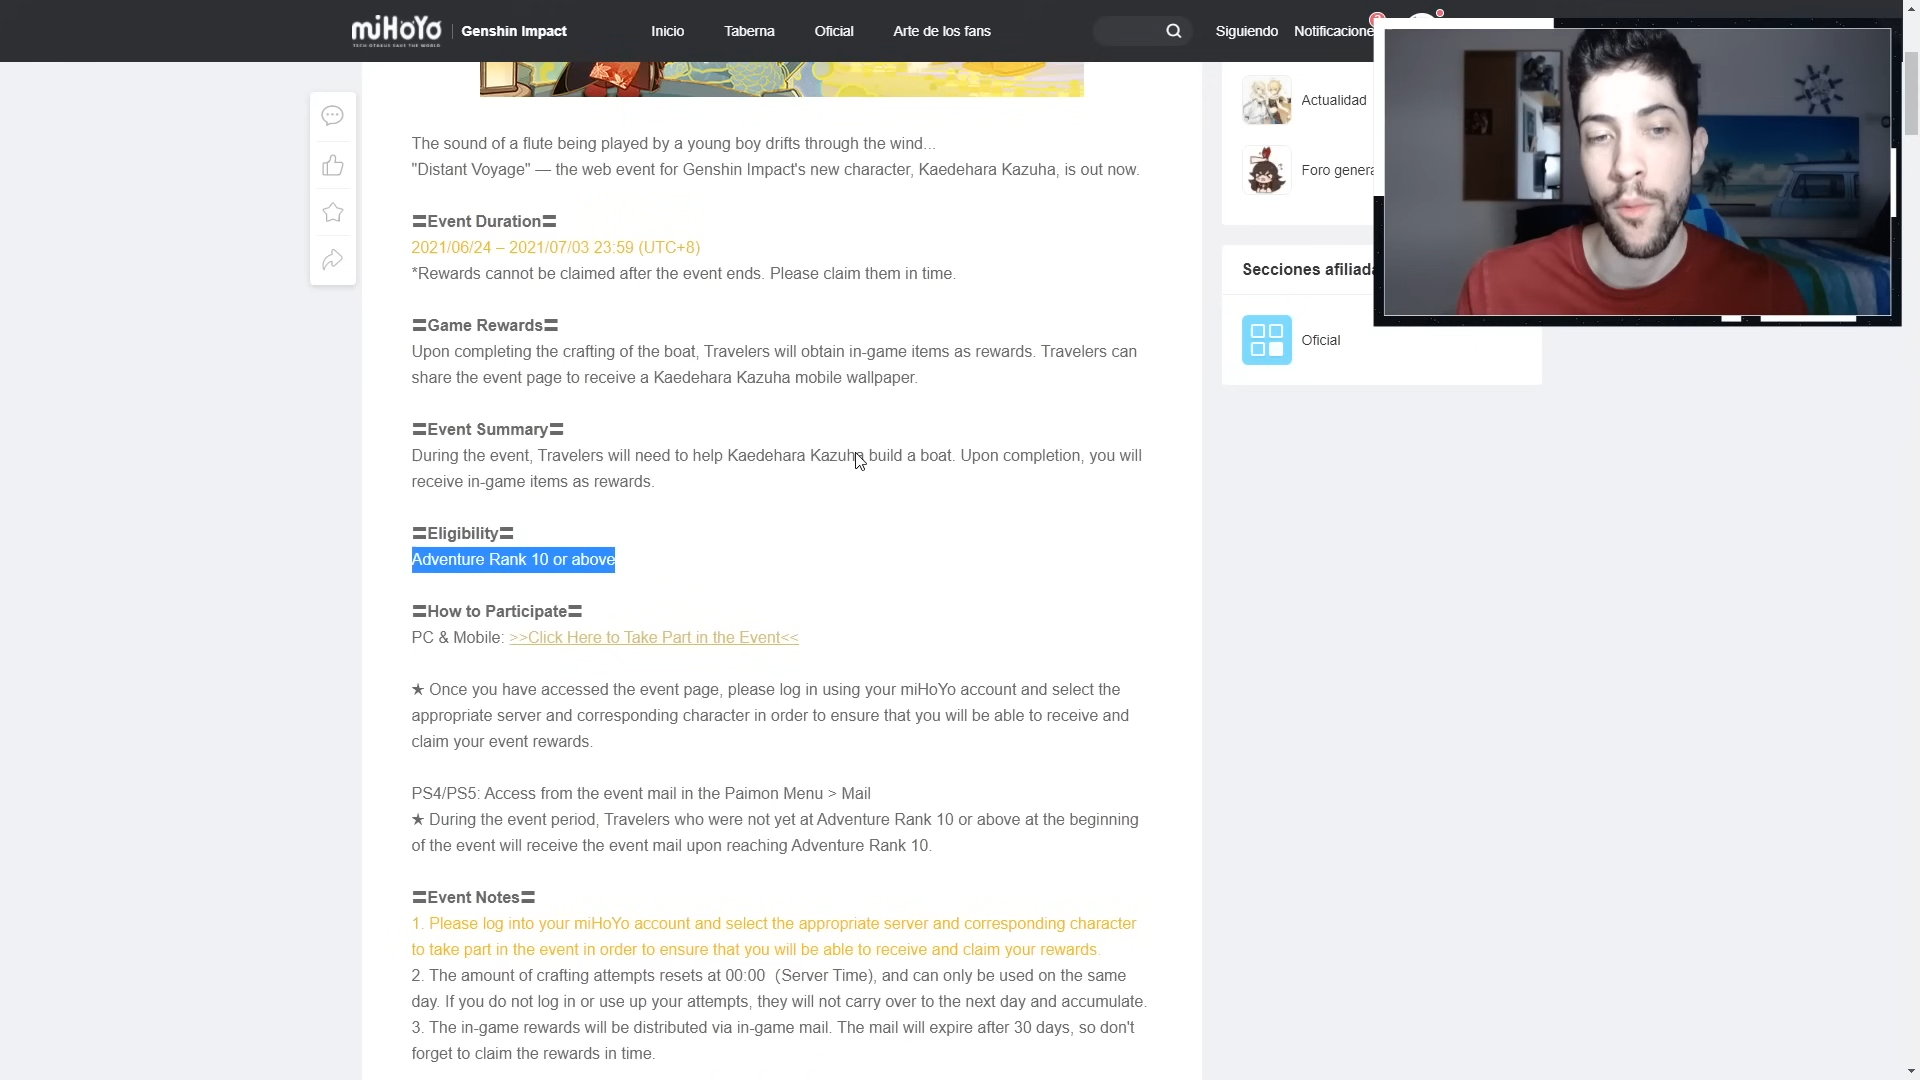 miHoYo
TECH OTAKUS SAVE THE WORLD
Genshin Impact
Inicio
Taberna
Oficial
Arte de los fans
Siguiendo
Notificacione
Actualidad
Foro genera
Secciones afiliada
Oficial
The sound of a flute being played by a young boy drifts through the wind...
"Distant Voyage" — the web event for Genshin Impact's new character, Kaedehara Kazuha, is out now.
〓Event Duration〓
2021/06/24 – 2021/07/03 23:59 (UTC+8)
*Rewards cannot be claimed after the event ends. Please claim them in time.
〓Game Rewards〓
Upon completing the crafting of the boat, Travelers will obtain in-game items as rewards. Travelers can
share the event page to receive a Kaedehara Kazuha mobile wallpaper.
〓Event Summary〓
During the event, Travelers will need to help Kaedehara Kazuha build a boat. Upon completion, you will
receive in-game items as rewards.
〓Eligibility〓
Adventure Rank 10 or above
〓How to Participate〓
PC & Mobile: >>Click Here to Take Part in the Event<<
★ Once you have accessed the event page, please log in using your miHoYo account and select the
appropriate server and corresponding character in order to ensure that you will be able to receive and
claim your event rewards.
PS4/PS5: Access from the event mail in the Paimon Menu > Mail
★ During the event period, Travelers who were not yet at Adventure Rank 10 or above at the beginning
of the event will receive the event mail upon reaching Adventure Rank 10.
〓Event Notes〓
1. Please log into your miHoYo account and select the appropriate server and corresponding character
to take part in the event in order to ensure that you will be able to receive and claim your rewards.
2. The amount of crafting attempts resets at 00:00 (Server Time), and can only be used on the same
day. If you do not log in or use up your attempts, they will not carry over to the next day and accumulate.
3. The in-game rewards will be distributed via in-game mail. The mail will expire after 30 days, so don't
forget to claim the rewards in time.